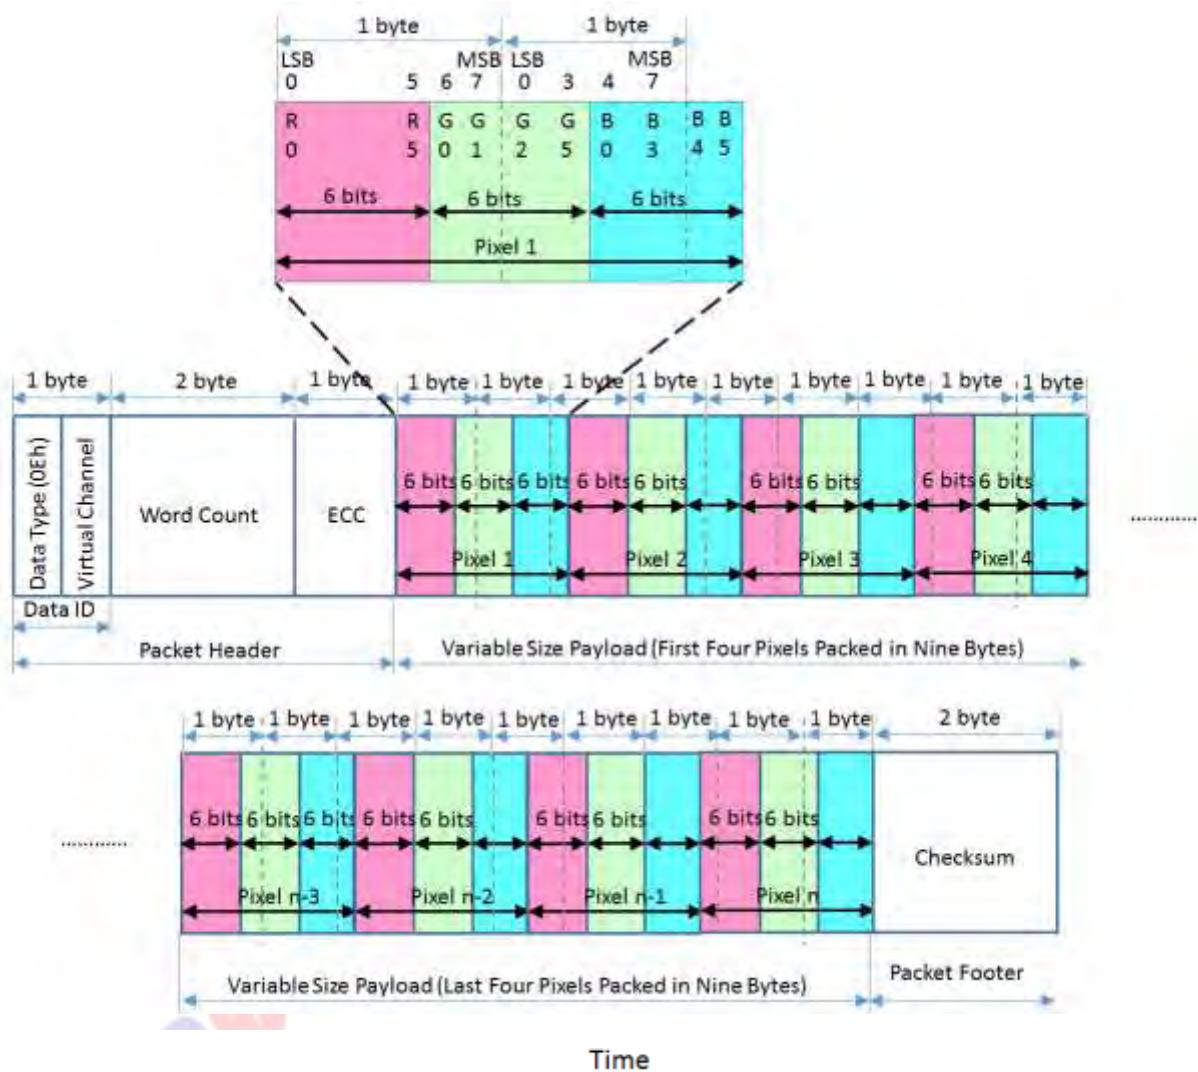 1 byte 1 byte
LSB MSB LSB MSB
0 5 6 7 0 3 4 7
R R G G G G B B B B
0 5 0 1 2 5 0 3 4 5
6 bits 6 bits 6 bits
Pixel 1
1 byte 2 byte 1 byte 1 byte 1 byte 1 byte 1 byte 1 byte 1 byte 1 byte 1 byte 1 byte
Data Type (0Eh)
Virtual Channel
Word Count
ECC
6 bits 6 bits 6 bits 6 bits 6 bits 6 bits 6 bits 6 bits 6 bits
Pixel 1 Pixel 2 Pixel 3 Pixel 4
Data ID
Packet Header
Variable Size Payload (First Four Pixels Packed in Nine Bytes)
1 byte 1 byte 1 byte 1 byte 1 byte 1 byte 1 byte 1 byte 1 byte 2 byte
6 bits 6 bits 6 bits 6 bits 6 bits 6 bits 6 bits 6 bits 6 bits
Checksum
Pixel n-3 Pixel n-2 Pixel n-1 Pixel n
Variable Size Payload (Last Four Pixels Packed in Nine Bytes)
Packet Footer
Time